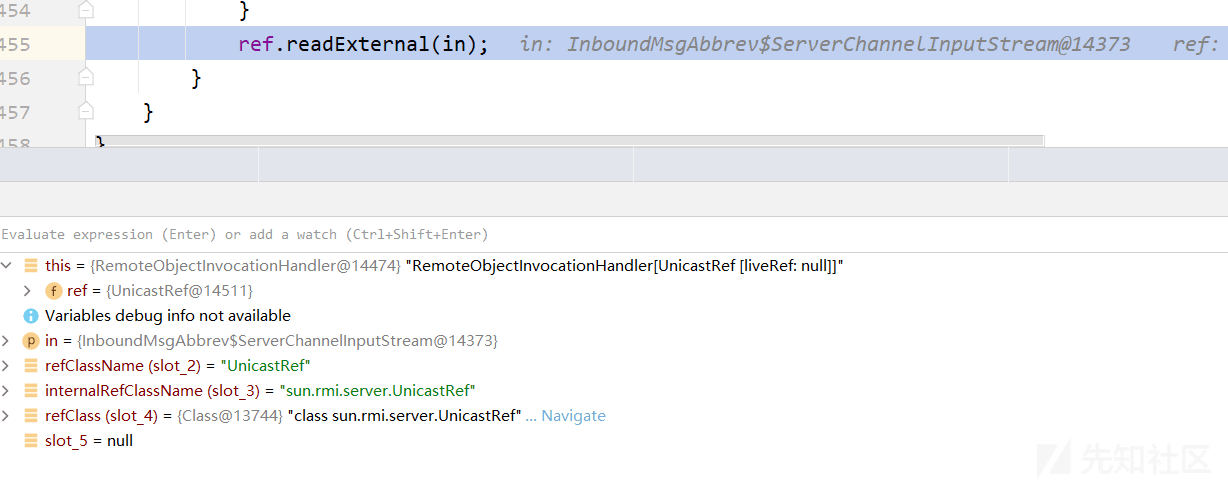 454 }
455 ref.readExternal(in); in: InboundMsgAbbrev$ServerChannelInputStream@14373 ref:
456 }
457 }
458 }
Evaluate expression (Enter) or add a watch (Ctrl+Shift+Enter)
this = {RemoteObjectInvocationHandler@14474} "RemoteObjectInvocationHandler[UnicastRef [liveRef: null]]"
f ref = {UnicastRef@14511}
Variables debug info not available
p in = {InboundMsgAbbrev$ServerChannelInputStream@14373}
refClassName (slot_2) = "UnicastRef"
internalRefClassName (slot_3) = "sun.rmi.server.UnicastRef"
refClass (slot_4) = {Class@13744} "class sun.rmi.server.UnicastRef" ... Navigate
slot_5 = null
先知社区